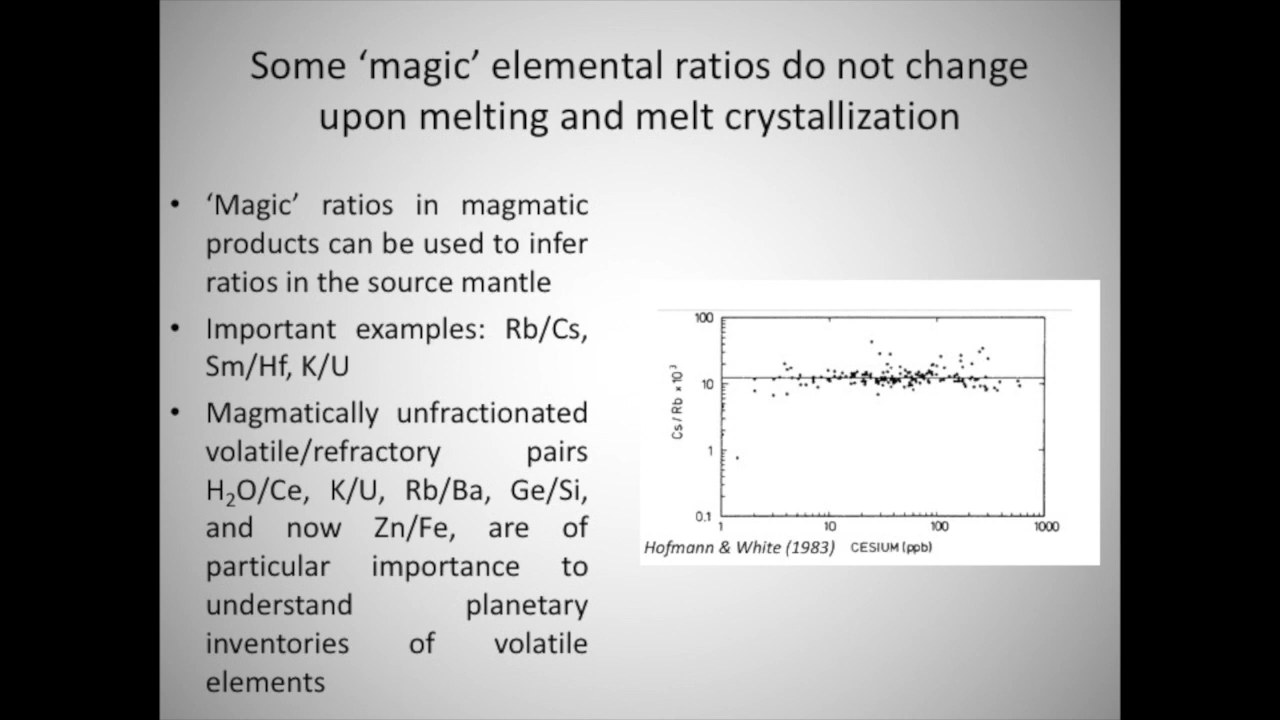 Some ‘magic’ elemental ratios do not change
upon melting and melt crystallization
• ‘Magic’ ratios in magmatic
products can be used to infer
ratios in the source mantle
• Important examples: Rb/Cs,
Sm/Hf, K/U
• Magmatically unfractionated
volatile/refractory pairs
H₂O/Ce, K/U, Rb/Ba, Ge/Si,
and now Zn/Fe, are of
particular importance to
understand planetary
inventories of volatile
elements
100
10
1
0.1
Cs / Rb x10³
1 10 100 1000
Hofmann & White (1983) CESIUM (ppb)